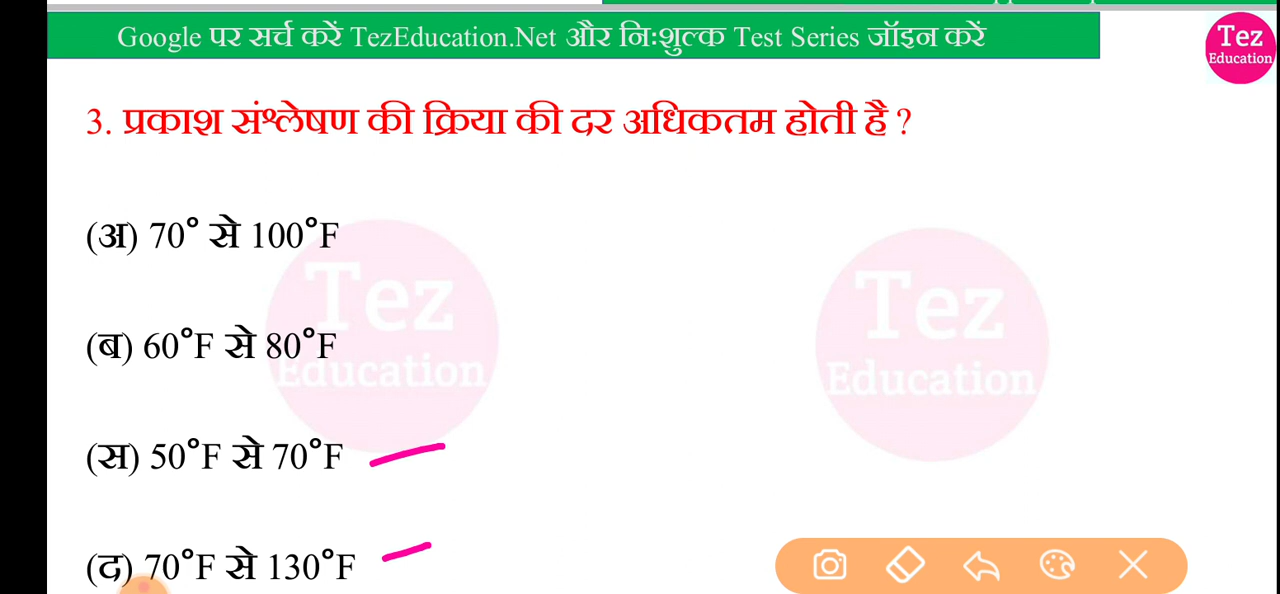 Google पर सर्च करें TezEducation.Net और निःशुल्क Test Series जॉइन करें
Tez
Education
3. प्रकाश संश्लेषण की क्रिया की दर अधिकतम होती है ?
(अ) 70° से 100°F
(ब) 60°F से 80°F
(स) 50°F से 70°F
(द) 70°F से 130°F
Tez
Education
Tez
Education